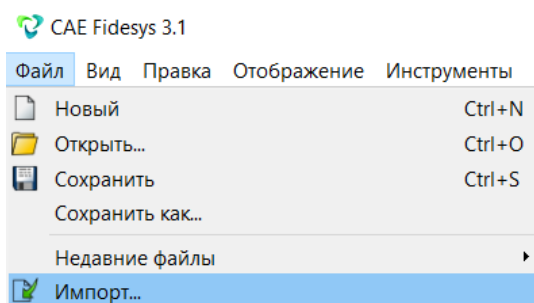 CAE Fidesys 3.1
Файл Вид Правка Отображение Инструменты
Новый Ctrl+N
Открыть... Ctrl+O
Сохранить Ctrl+S
Сохранить как...
Недавние файлы
Импорт...